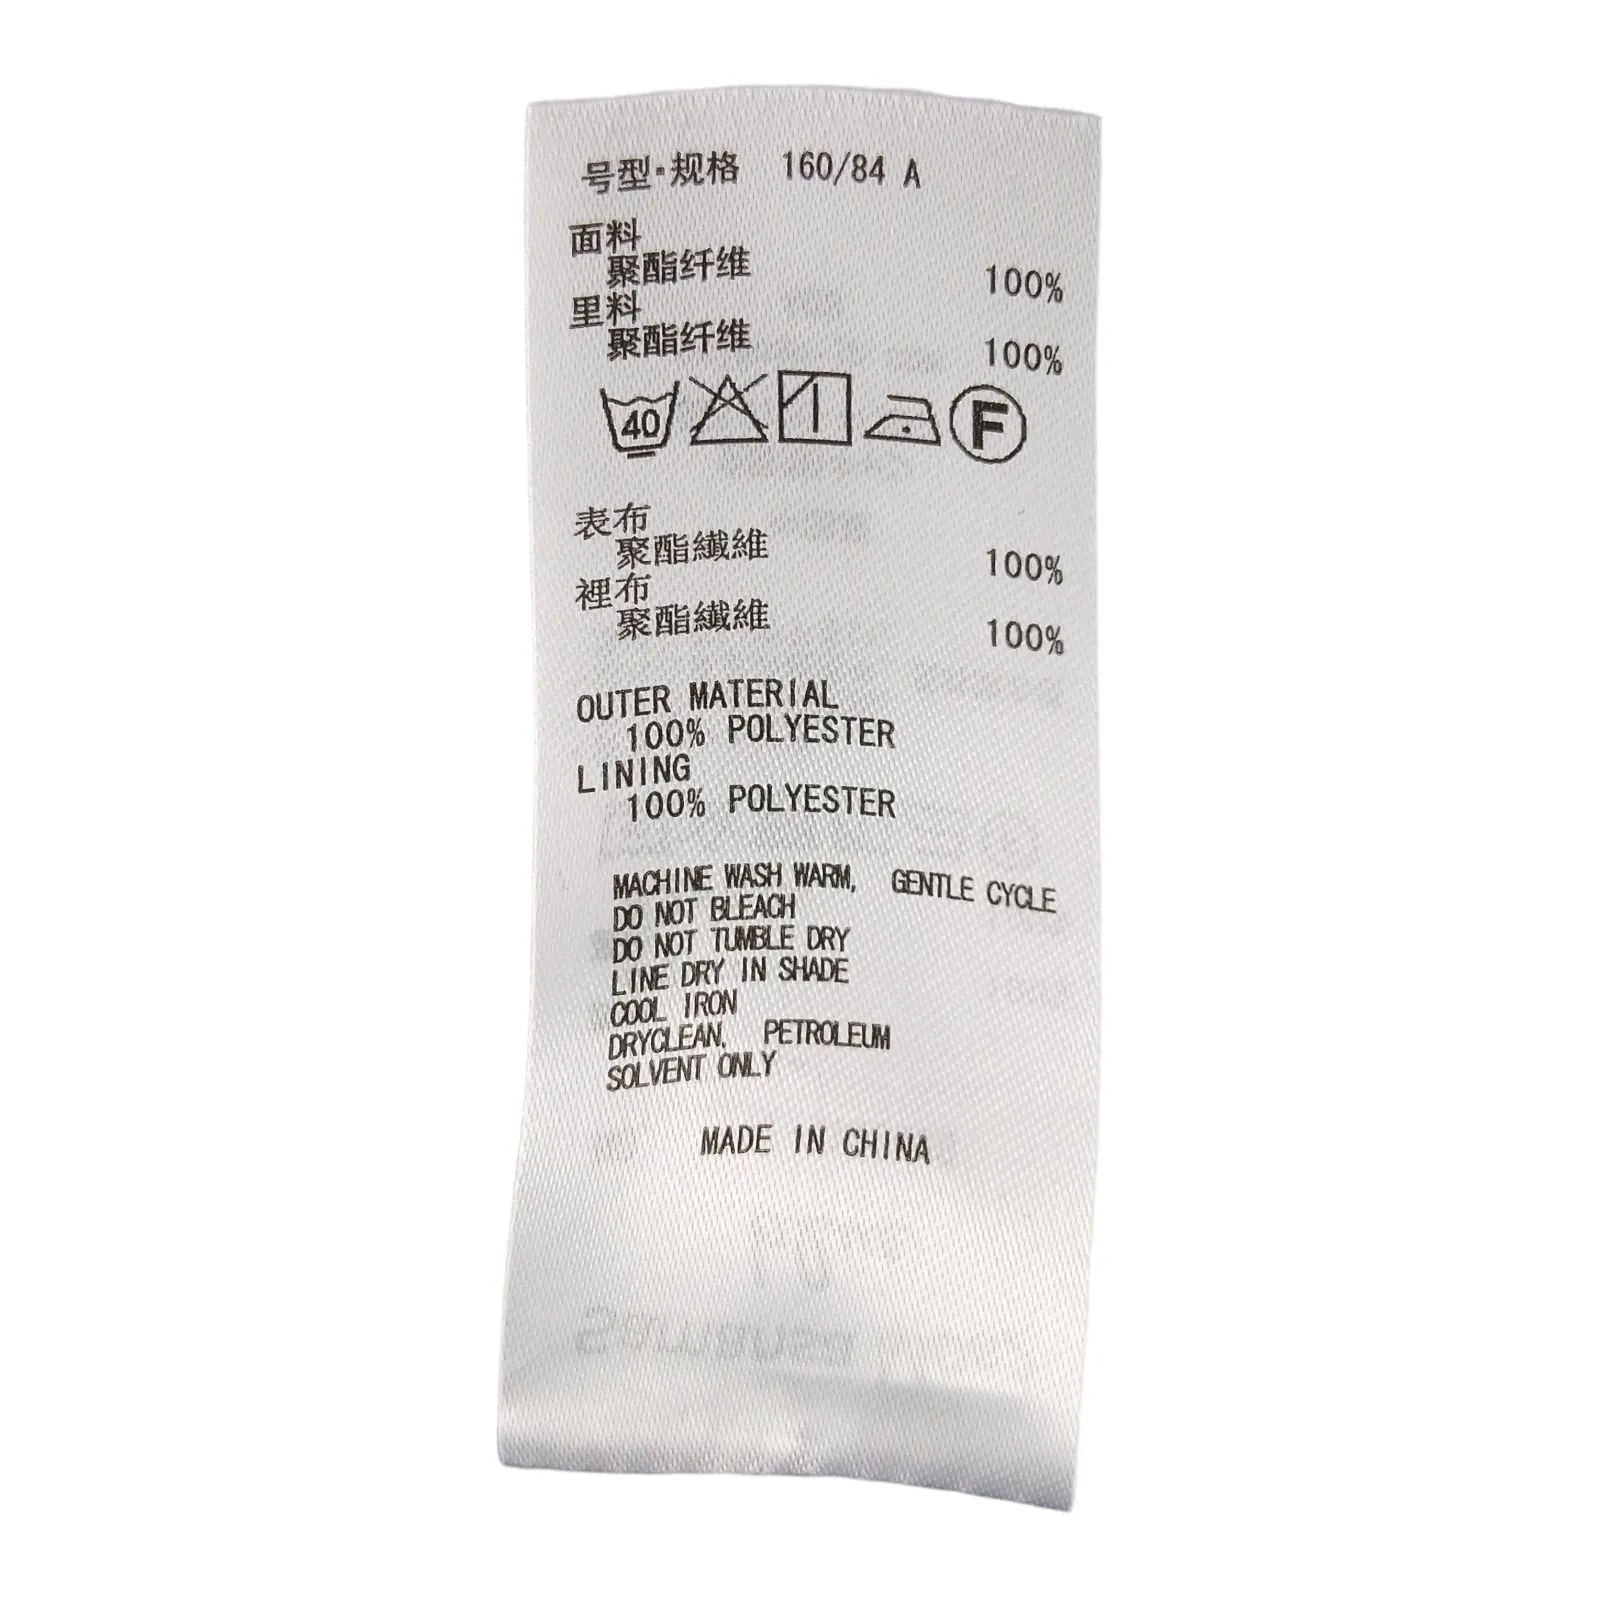 号型·规格 160/84 A
面料
聚酯纤维 100%
里料
聚酯纤维 100%
40 F
表布
聚酯纖維 100%
裡布
聚酯纖維 100%
OUTER MATERIAL
100% POLYESTER
LINING
100% POLYESTER
MACHINE WASH WARM, GENTLE CYCLE
DO NOT BLEACH
DO NOT TUMBLE DRY
LINE DRY IN SHADE
COOL IRON
DRYCLEAN, PETROLEUM
SOLVENT ONLY
MADE IN CHINA